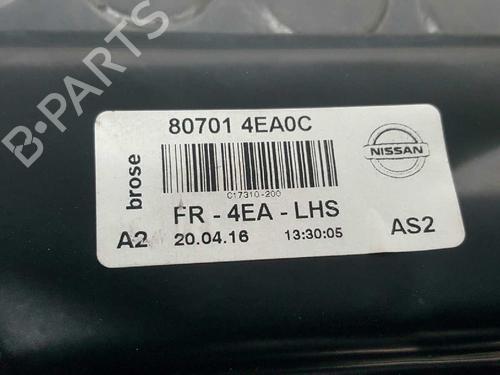 80701 4EA0C
brose
NISSAN
C17310-200
FR - 4EA - LHS
A2 20.04.16 13:30:05 AS2
B-PARTS